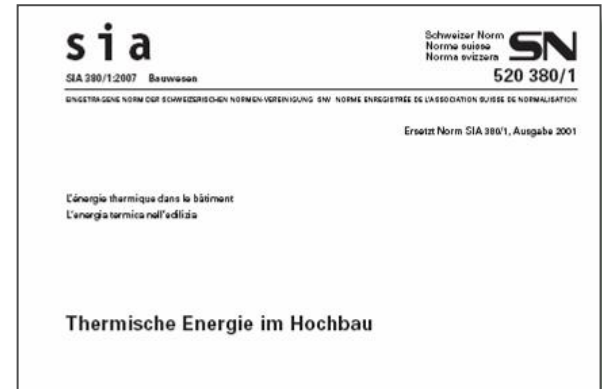 sia
Schweizer Norm
Norme suisse
Norma svizzera
SN
SIA 380/1:2007 Bauwesen
520 380/1
EINGETRAGENE NORM DER SCHWEIZERISCHEN NORMEN-VEREINIGUNG SNV NORME ENREGISTRÉE DE L'ASSOCIATION SUISSE DE NORMALISATION
Ersetzt Norm SIA 380/1, Ausgabe 2001
L'énergie thermique dans le bâtiment
L'energia termica nell'edilizia
Thermische Energie im Hochbau